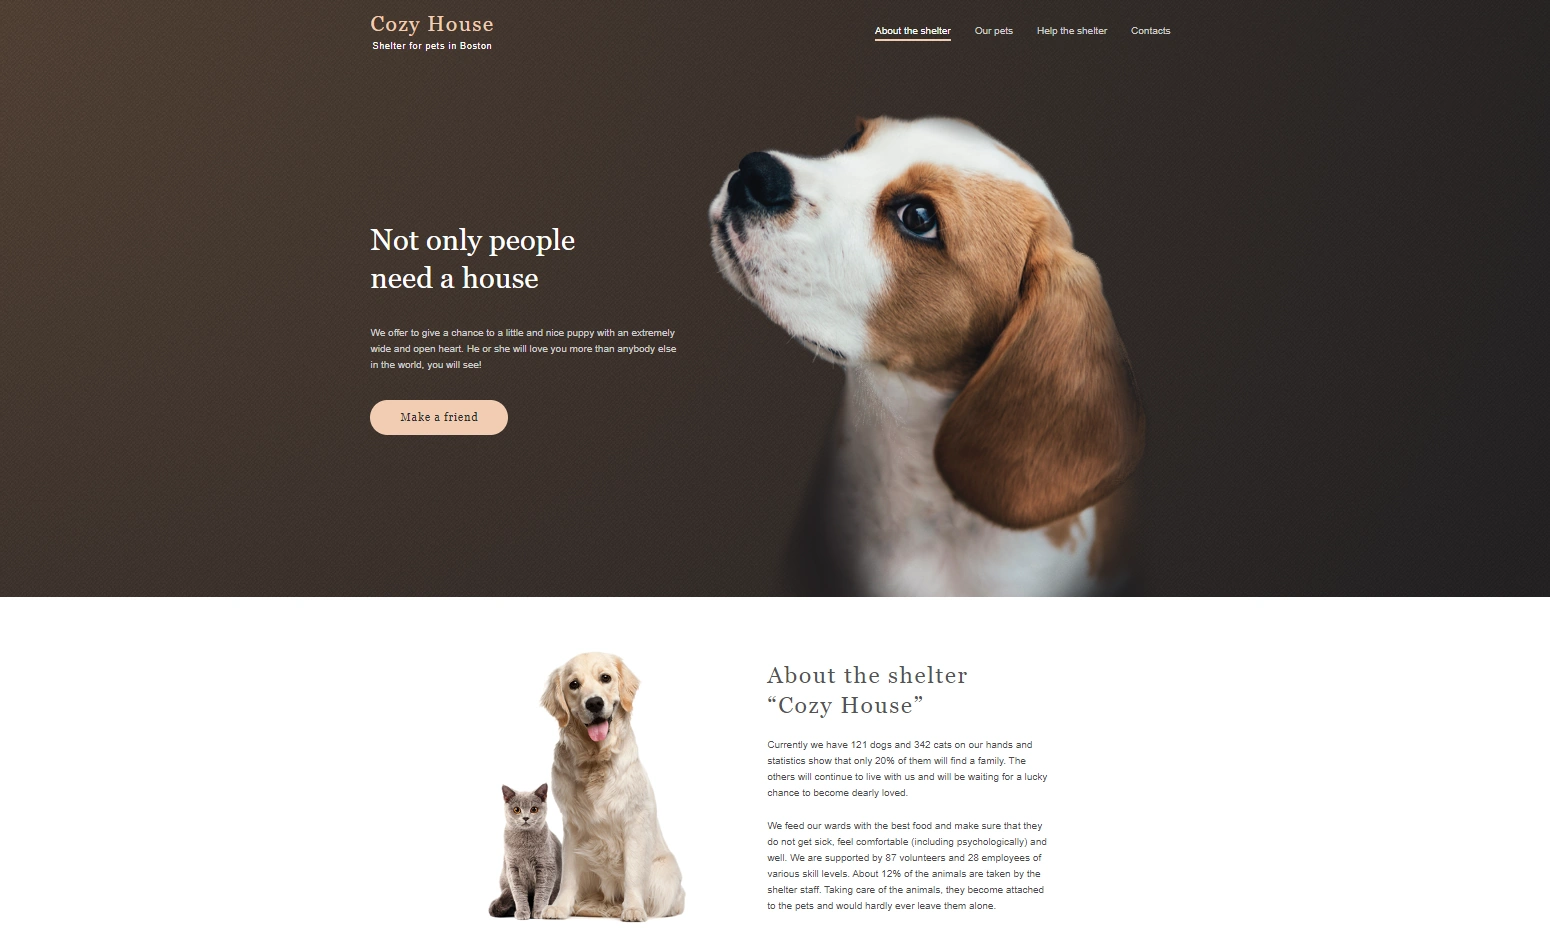 Cozy House
Shelter for pets in Boston
About the shelter
Our pets
Help the shelter
Contacts
Not only people
need a house
We offer to give a chance to a little and nice puppy with an extremely
wide and open heart. He or she will love you more than anybody else
in the world, you will see!
Make a friend
About the shelter
“Cozy House”
Currently we have 121 dogs and 342 cats on our hands and
statistics show that only 20% of them will find a family. The
others will continue to live with us and will be waiting for a lucky
chance to become dearly loved.
We feed our wards with the best food and make sure that they
do not get sick, feel comfortable (including psychologically) and
well. We are supported by 87 volunteers and 28 employees of
various skill levels. About 12% of the animals are taken by the
shelter staff. Taking care of the animals, they become attached
to the pets and would hardly ever leave them alone.